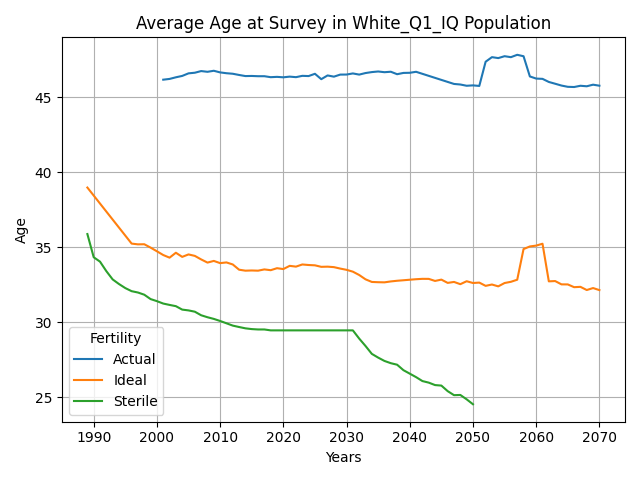 Average Age at Survey in White_Q1_IQ Population
Age
45
40
35
30
25
Fertility
Actual
Ideal
Sterile
1990 2000 2010 2020 2030 2040 2050 2060 2070
Years